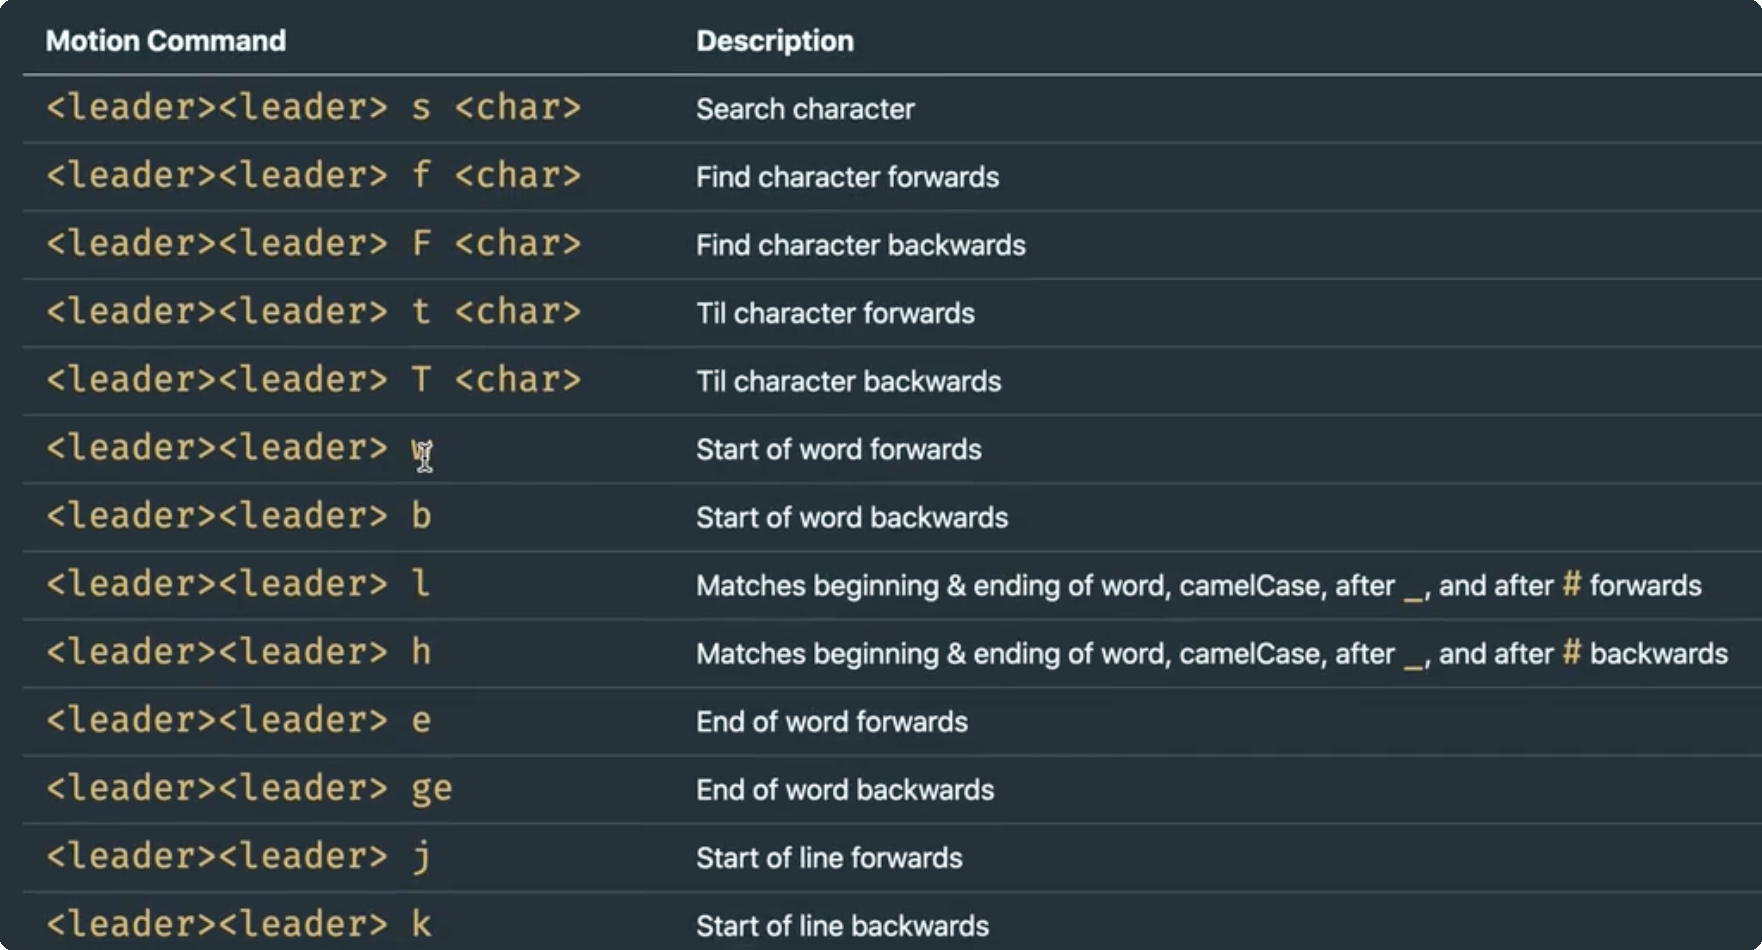 Motion Command Description
<leader><leader> s <char> Search character
<leader><leader> f <char> Find character forwards
<leader><leader> F <char> Find character backwards
<leader><leader> t <char> Til character forwards
<leader><leader> T <char> Til character backwards
<leader><leader> w Start of word forwards
<leader><leader> b Start of word backwards
<leader><leader> l Matches beginning & ending of word, camelCase, after _, and after # forwards
<leader><leader> h Matches beginning & ending of word, camelCase, after _, and after # backwards
<leader><leader> e End of word forwards
<leader><leader> ge End of word backwards
<leader><leader> j Start of line forwards
<leader><leader> k Start of line backwards